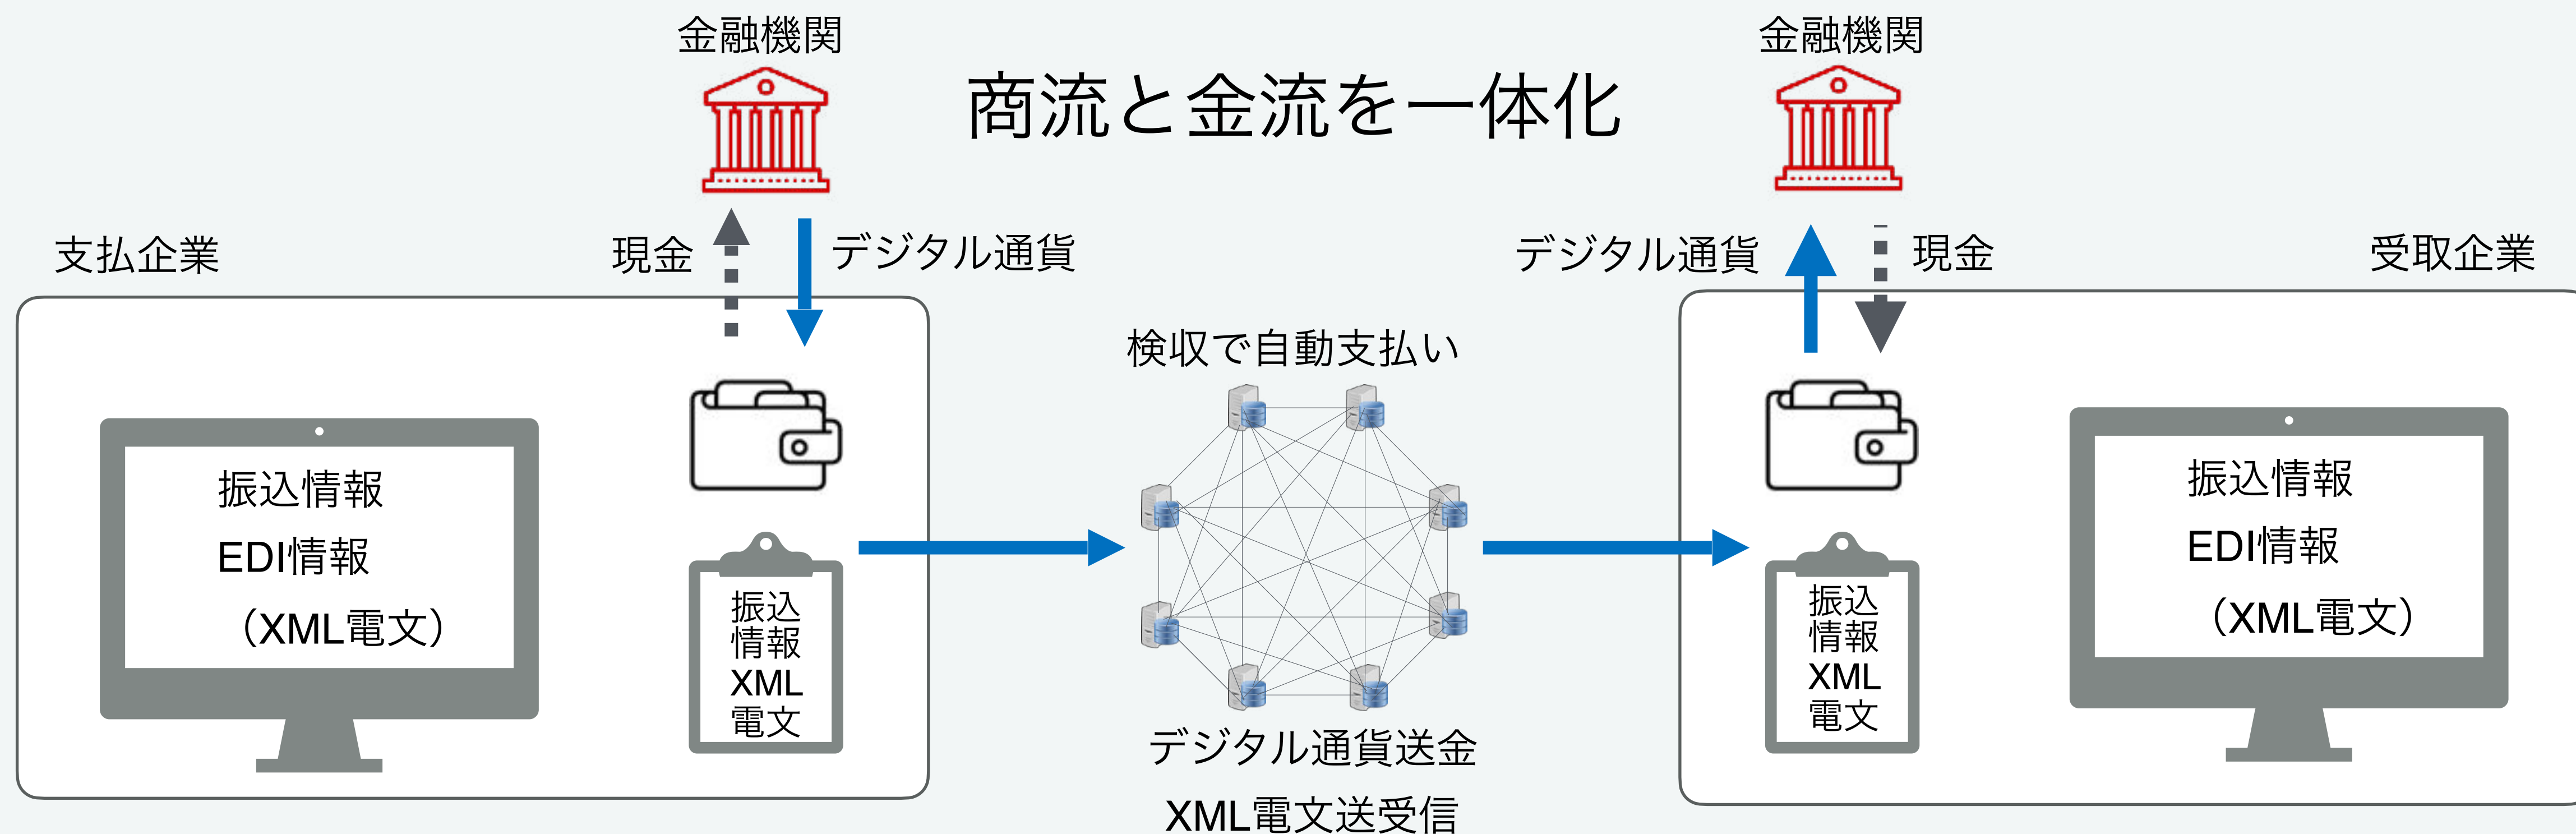 金融機関
金融機関
商流と金流を一体化
支払企業
現金
デジタル通貨
デジタル通貨
現金
受取企業
検収で自動支払い
振込情報
EDI情報
（XML電文）
振込
情報
XML
電文
振込
情報
XML
電文
振込情報
EDI情報
（XML電文）
デジタル通貨送金
XML電文送受信